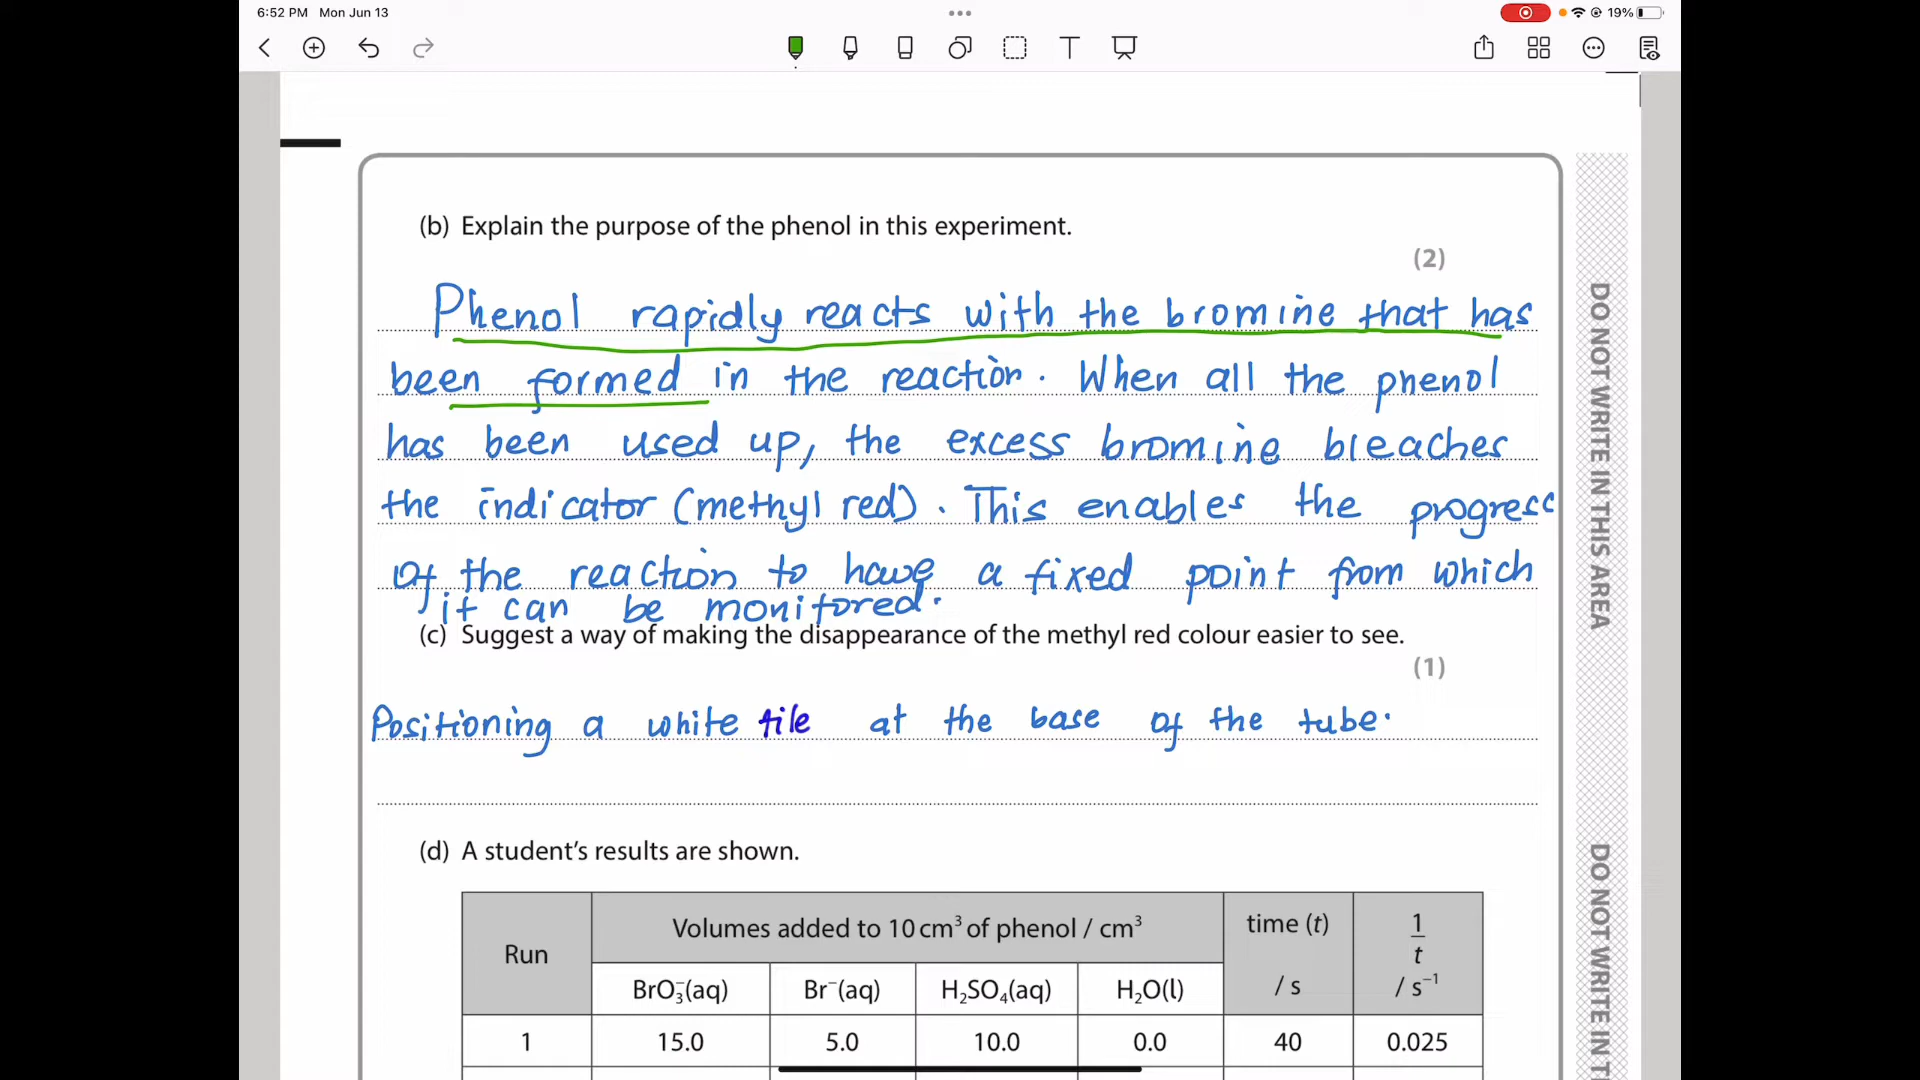 6:52 PM Mon Jun 13
19%
(b) Explain the purpose of the phenol in this experiment.
(2)
Phenol rapidly reacts with the bromine that has
been formed in the reaction. When all the phenol
has been used up, the excess bromine bleaches
the indicator (methyl red). This enables the progress
of the reaction to have a fixed point from which
it can be monitored.
(c) Suggest a way of making the disappearance of the methyl red colour easier to see.
(1)
Positioning a white tile at the base of the tube.
(d) A student's results are shown.
Run
Volumes added to 10 cm³ of phenol / cm³
time (t) / s
1/t / s⁻¹
BrO₃⁻(aq) Br⁻(aq) H₂SO₄(aq) H₂O(l)
1 15.0 5.0 10.0 0.0 40 0.025
DO NOT WRITE IN THIS AREA
DO NOT WRITE IN T